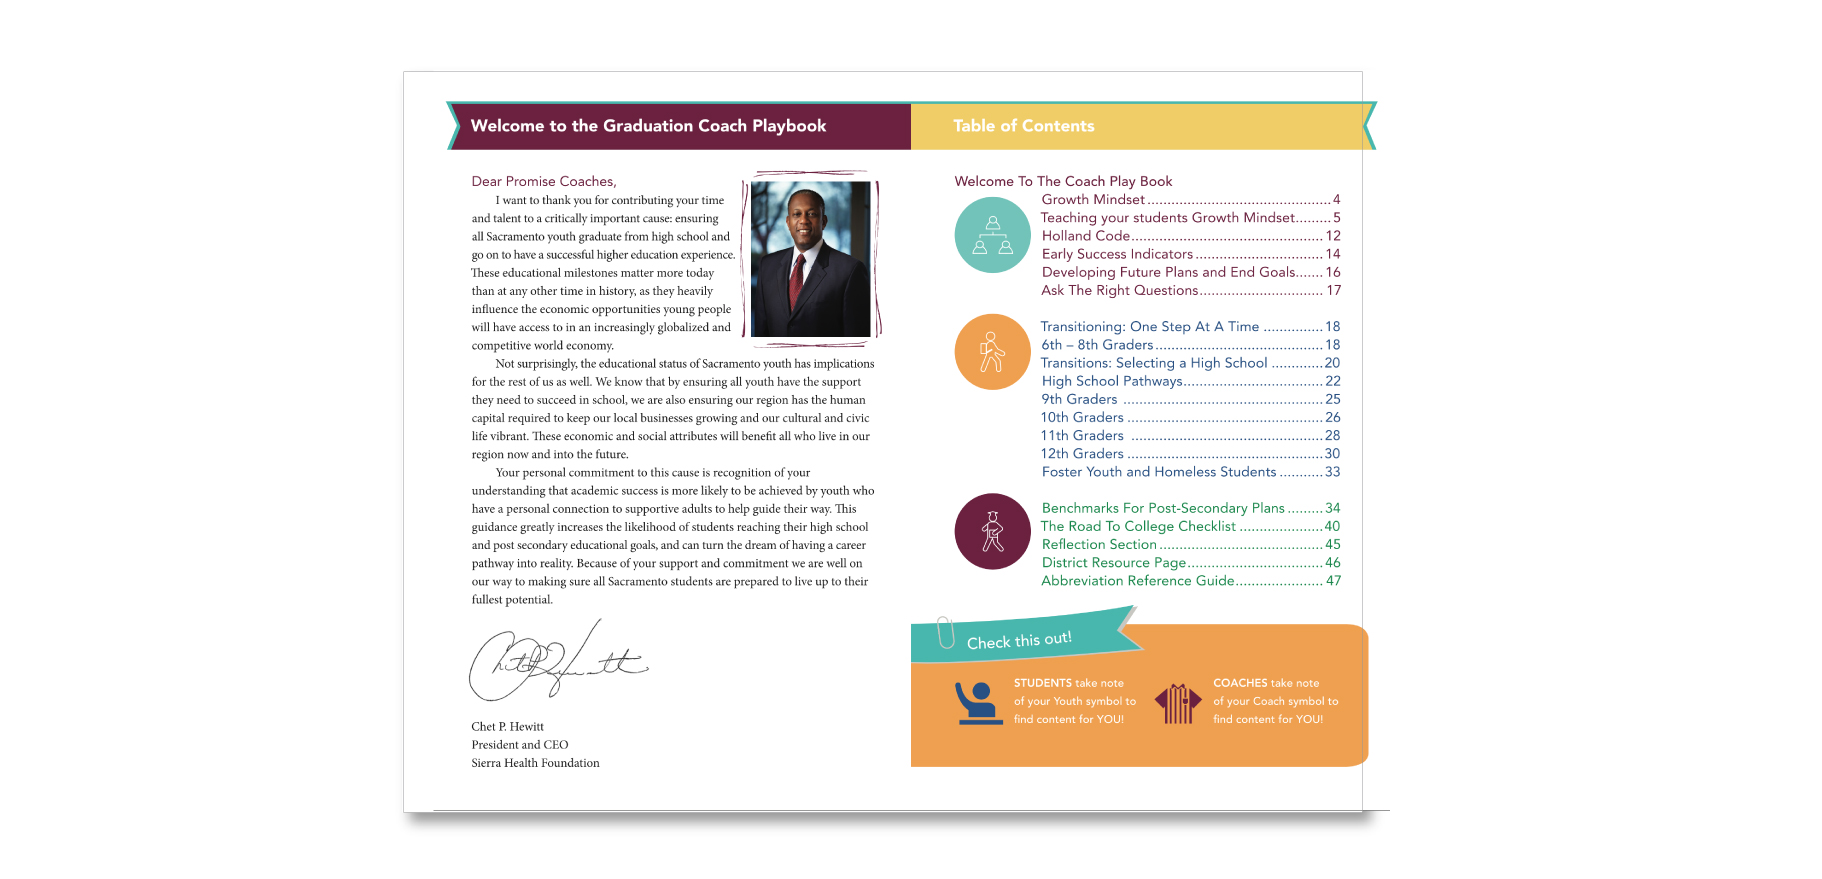 Welcome to the Graduation Coach Playbook
Dear Promise Coaches,
I want to thank you for contributing your time
and talent to a critically important cause: ensuring
all Sacramento youth graduate from high school and
go on to have a successful higher education experience.
These educational milestones matter more today
than at any other time in history, as they heavily
influence the economic opportunities young people
will have access to in an increasingly globalized and
competitive world economy.
Not surprisingly, the educational status of Sacramento youth has implications
for the rest of us as well. We know that by ensuring all youth have the support
they need to succeed in school, we are also ensuring our region has the human
capital required to keep our local businesses growing and our cultural and civic
life vibrant. These economic and social attributes will benefit all who live in our
region now and into the future.
Your personal commitment to this cause is recognition of your
understanding that academic success is more likely to be achieved by youth who
have a personal connection to supportive adults to help guide their way. This
guidance greatly increases the likelihood of students reaching their high school
and post secondary educational goals, and can turn the dream of having a career
pathway into reality. Because of your support and commitment we are well on
our way to making sure all Sacramento students are prepared to live up to their
fullest potential.
Chet P. Hewitt
Chet P. Hewitt
President and CEO
Sierra Health Foundation
Table of Contents
Welcome To The Coach Play Book
Growth Mindset..........................................4
Teaching your students Growth Mindset.........5
Holland Code............................................12
Early Success Indicators.............................14
Developing Future Plans and End Goals.......16
Ask The Right Questions.............................17
Transitioning: One Step At A Time ..............18
6th – 8th Graders.......................................18
Transitions: Selecting a High School ............20
High School Pathways................................22
9th Graders ..............................................25
10th Graders .............................................26
11th Graders ............................................28
12th Graders .............................................30
Foster Youth and Homeless Students ..........33
Benchmarks For Post-Secondary Plans ........34
The Road To College Checklist ...................40
Reflection Section......................................45
District Resource Page................................46
Abbreviation Reference Guide....................47
Check this out!
STUDENTS take note
of your Youth symbol to
find content for YOU!
COACHES take note
of your Coach symbol to
find content for YOU!